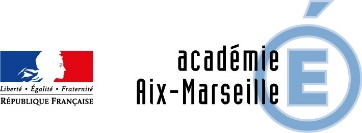 Liberté • Égalité • Fraternité
RÉPUBLIQUE FRANÇAISE
académie
Aix-Marseille
É